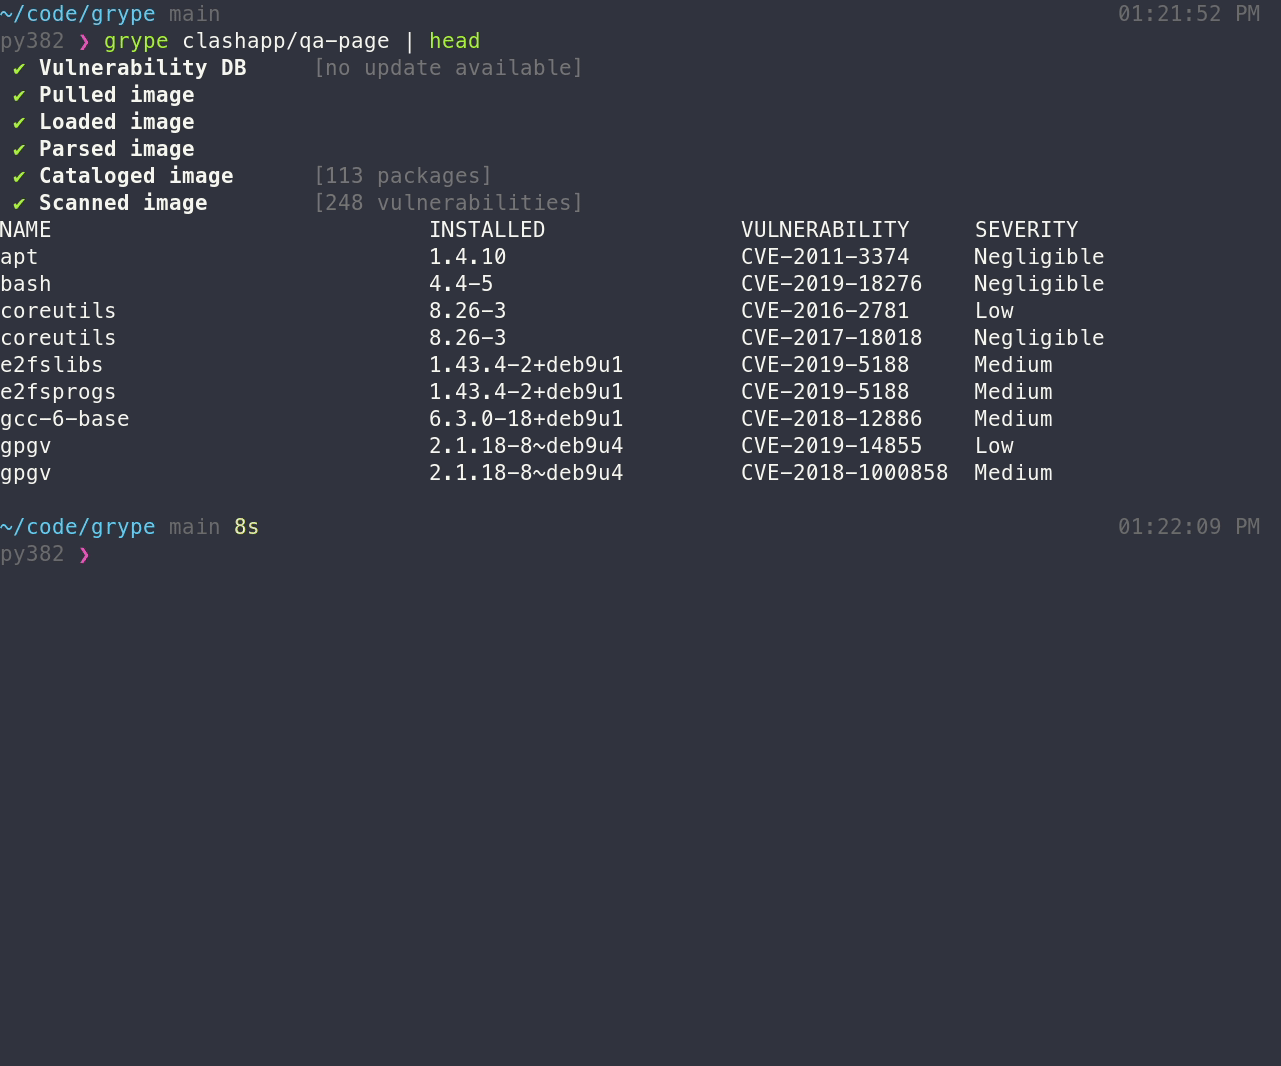 ~/code/grype main 01:21:52 PM
py382 ❯ grype clashapp/qa-page | head
✔ Vulnerability DB [no update available]
✔ Pulled image
✔ Loaded image
✔ Parsed image
✔ Cataloged image [113 packages]
✔ Scanned image [248 vulnerabilities]
NAME INSTALLED VULNERABILITY SEVERITY
apt 1.4.10 CVE-2011-3374 Negligible
bash 4.4-5 CVE-2019-18276 Negligible
coreutils 8.26-3 CVE-2016-2781 Low
coreutils 8.26-3 CVE-2017-18018 Negligible
e2fslibs 1.43.4-2+deb9u1 CVE-2019-5188 Medium
e2fsprogs 1.43.4-2+deb9u1 CVE-2019-5188 Medium
gcc-6-base 6.3.0-18+deb9u1 CVE-2018-12886 Medium
gpgv 2.1.18-8~deb9u4 CVE-2019-14855 Low
gpgv 2.1.18-8~deb9u4 CVE-2018-1000858 Medium
~/code/grype main 8s 01:22:09 PM
py382 ❯